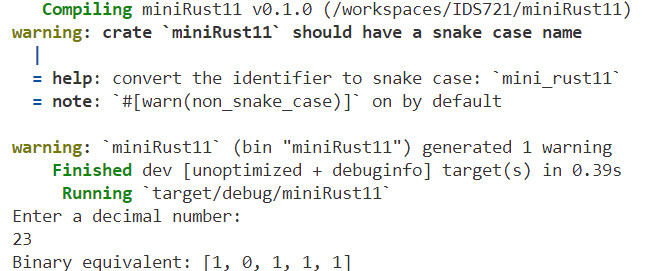 Compiling miniRust11 v0.1.0 (/workspaces/IDS721/miniRust11)
warning: crate `miniRust11` should have a snake case name
|
= help: convert the identifier to snake case: `mini_rust11`
= note: `#[warn(non_snake_case)]` on by default
warning: `miniRust11` (bin "miniRust11") generated 1 warning
Finished dev [unoptimized + debuginfo] target(s) in 0.39s
Running `target/debug/miniRust11`
Enter a decimal number:
23
Binary equivalent: [1, 0, 1, 1, 1]